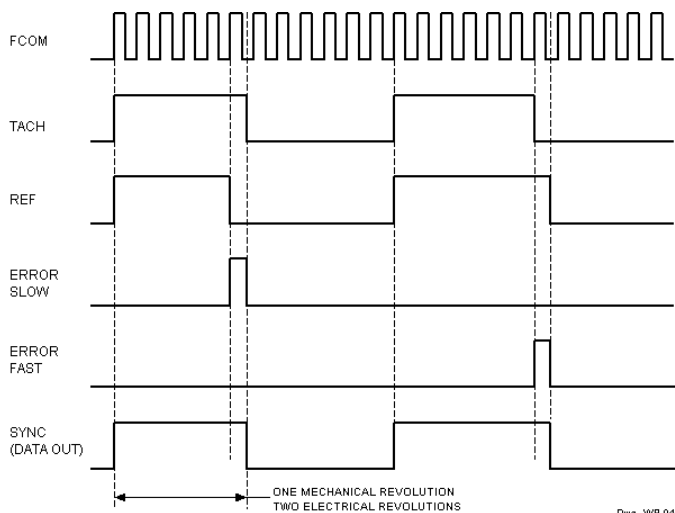 FCOM
TACH
REF
ERROR
SLOW
ERROR
FAST
SYNC
(DATA OUT)
ONE MECHANICAL REVOLUTION
TWO ELECTRICAL REVOLUTIONS